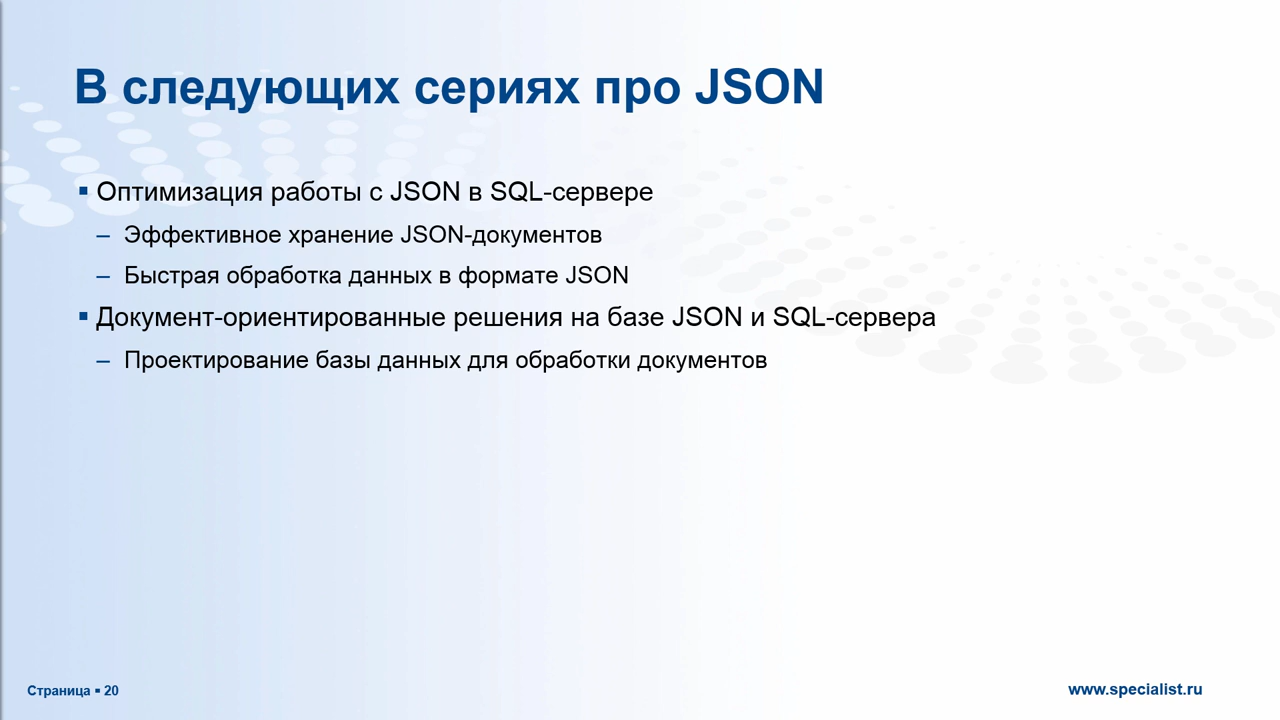 В следующих сериях про JSON
▪ Оптимизация работы с JSON в SQL-сервере
– Эффективное хранение JSON-документов
– Быстрая обработка данных в формате JSON
▪ Документ-ориентированные решения на базе JSON и SQL-сервера
– Проектирование базы данных для обработки документов
Страница ▪ 20
www.specialist.ru